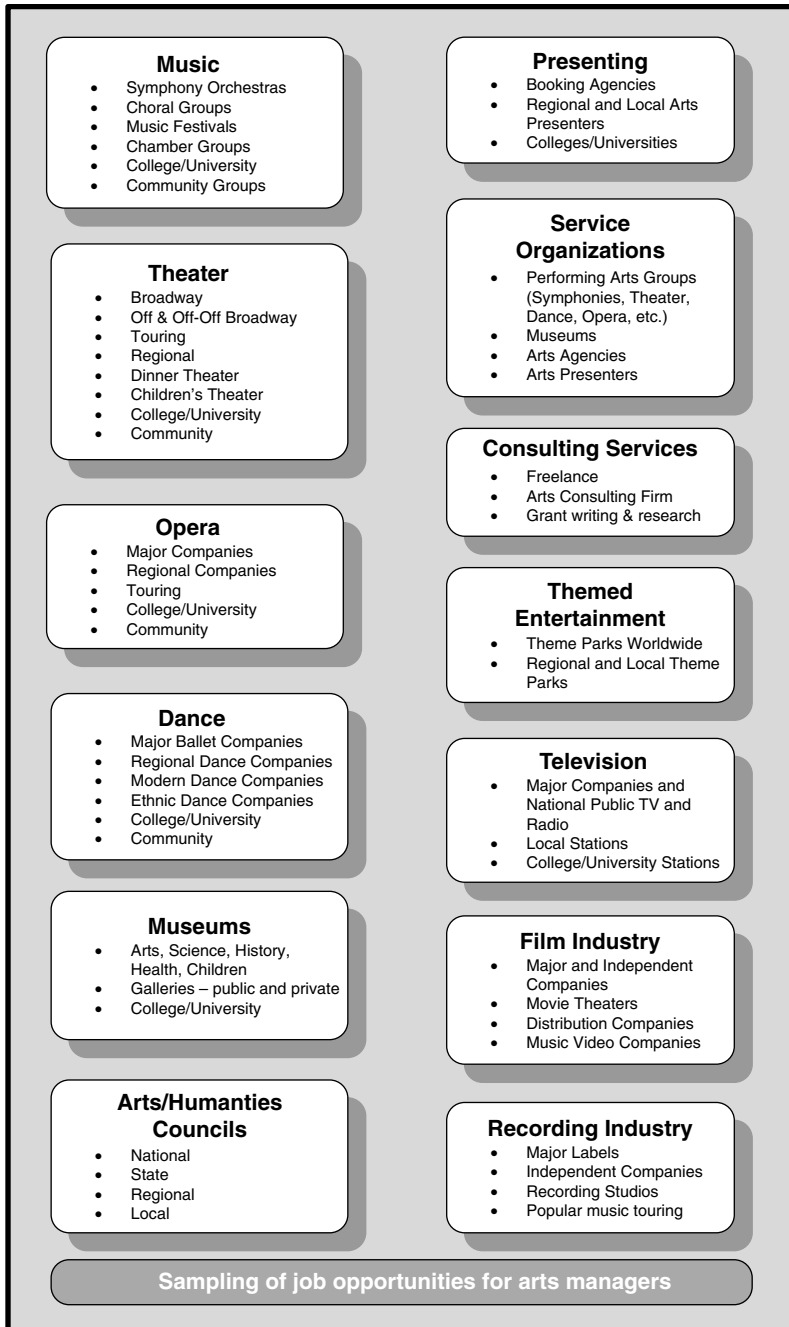 Music
• Symphony Orchestras
• Choral Groups
• Music Festivals
• Chamber Groups
• College/University
• Community Groups
Theater
• Broadway
• Off & Off-Off Broadway
• Touring
• Regional
• Dinner Theater
• Children’s Theater
• College/University
• Community
Opera
• Major Companies
• Regional Companies
• Touring
• College/University
• Community
Dance
• Major Ballet Companies
• Regional Dance Companies
• Modern Dance Companies
• Ethnic Dance Companies
• College/University
• Community
Museums
• Arts, Science, History,
Health, Children
• Galleries – public and private
• College/University
Arts/Humanties
Councils
• National
• State
• Regional
• Local
Presenting
• Booking Agencies
• Regional and Local Arts
Presenters
• Colleges/Universities
Service
Organizations
• Performing Arts Groups
(Symphonies, Theater,
Dance, Opera, etc.)
• Museums
• Arts Agencies
• Arts Presenters
Consulting Services
• Freelance
• Arts Consulting Firm
• Grant writing & research
Themed
Entertainment
• Theme Parks Worldwide
• Regional and Local Theme
Parks
Television
• Major Companies and
National Public TV and
Radio
• Local Stations
• College/University Stations
Film Industry
• Major and Independent
Companies
• Movie Theaters
• Distribution Companies
• Music Video Companies
Recording Industry
• Major Labels
• Independent Companies
• Recording Studios
• Popular music touring
Sampling of job opportunities for arts managers